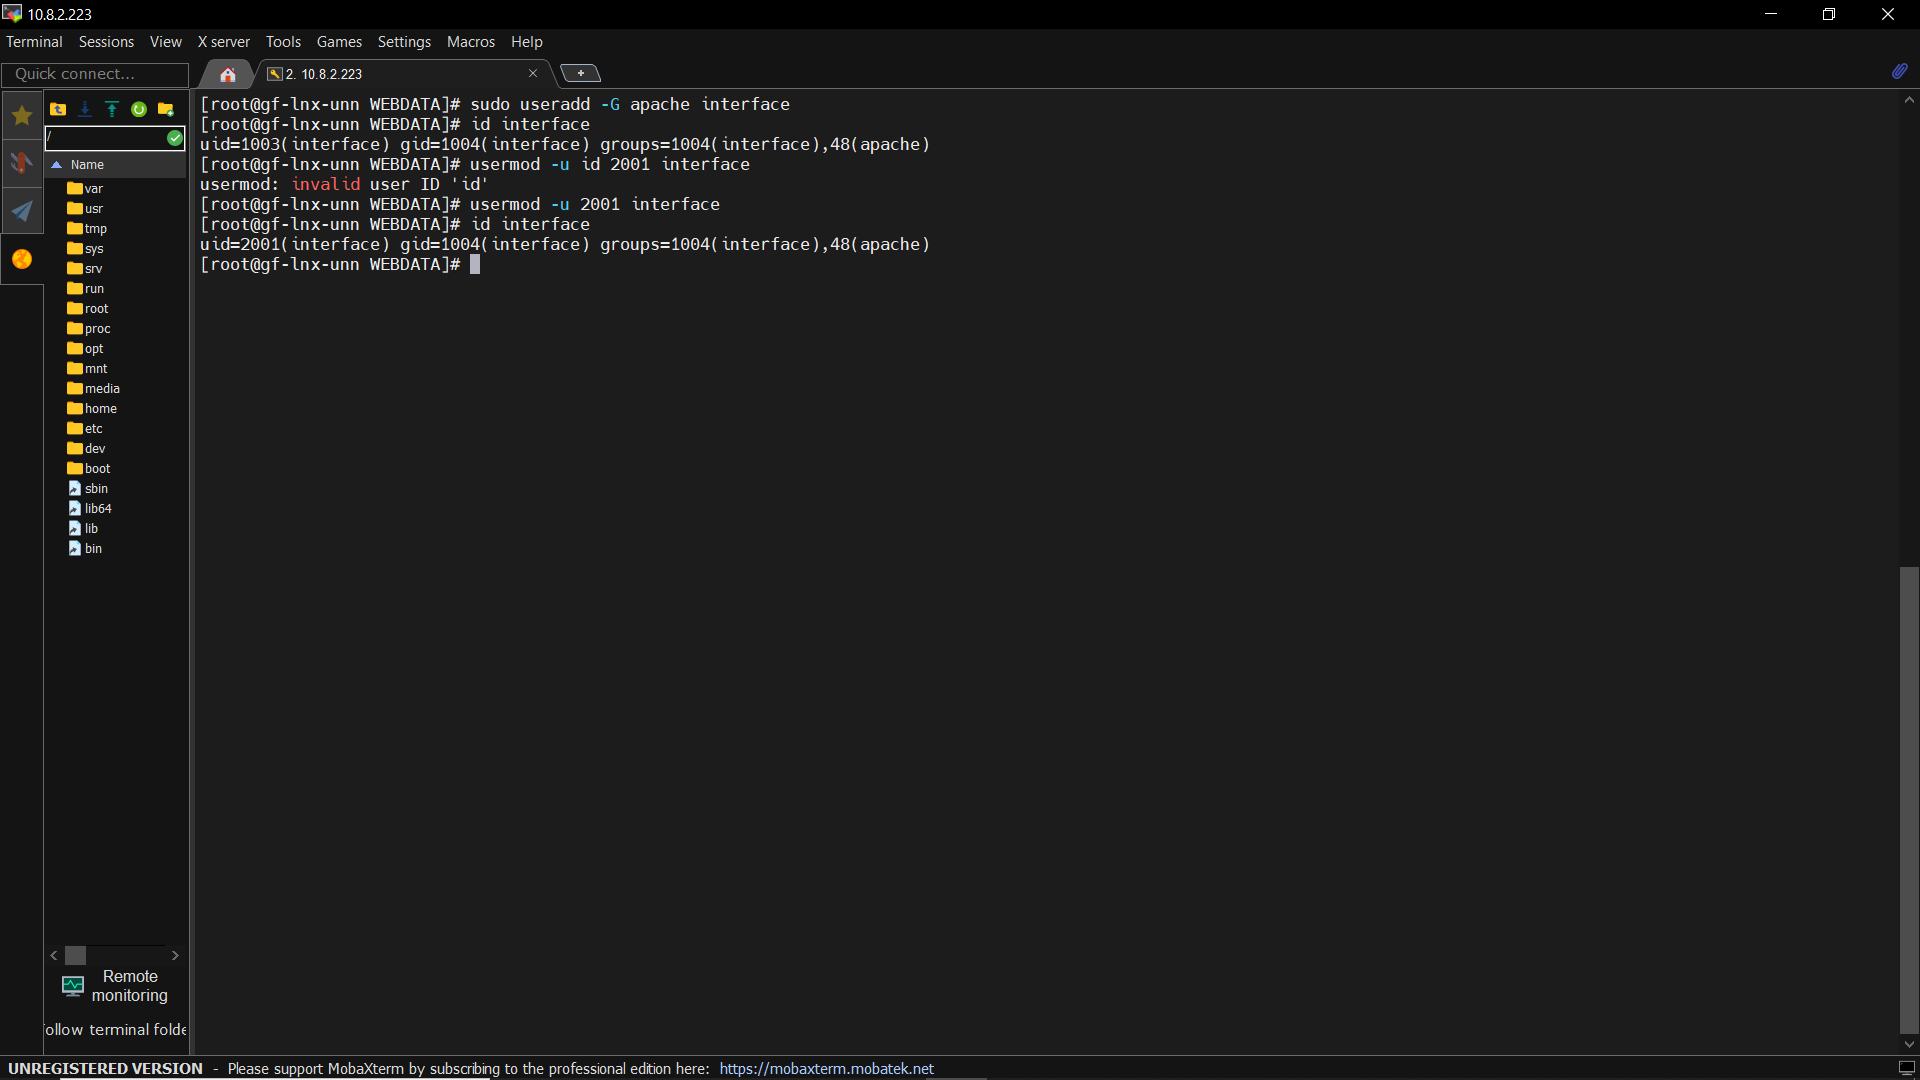 10.8.2.223
Terminal Sessions View X server Tools Games Settings Macros Help
Quick connect...
2. 10.8.2.223
/
Name
var
usr
tmp
sys
srv
run
root
proc
opt
mnt
media
home
etc
dev
boot
sbin
lib64
lib
bin
Remote
monitoring
ollow terminal folde
[root@gf-lnx-unn WEBDATA]# sudo useradd -G apache interface
[root@gf-lnx-unn WEBDATA]# id interface
uid=1003(interface) gid=1004(interface) groups=1004(interface),48(apache)
[root@gf-lnx-unn WEBDATA]# usermod -u id 2001 interface
usermod: invalid user ID 'id'
[root@gf-lnx-unn WEBDATA]# usermod -u 2001 interface
[root@gf-lnx-unn WEBDATA]# id interface
uid=2001(interface) gid=1004(interface) groups=1004(interface),48(apache)
[root@gf-lnx-unn WEBDATA]#
UNREGISTERED VERSION - Please support MobaXterm by subscribing to the professional edition here: https://mobaxterm.mobatek.net